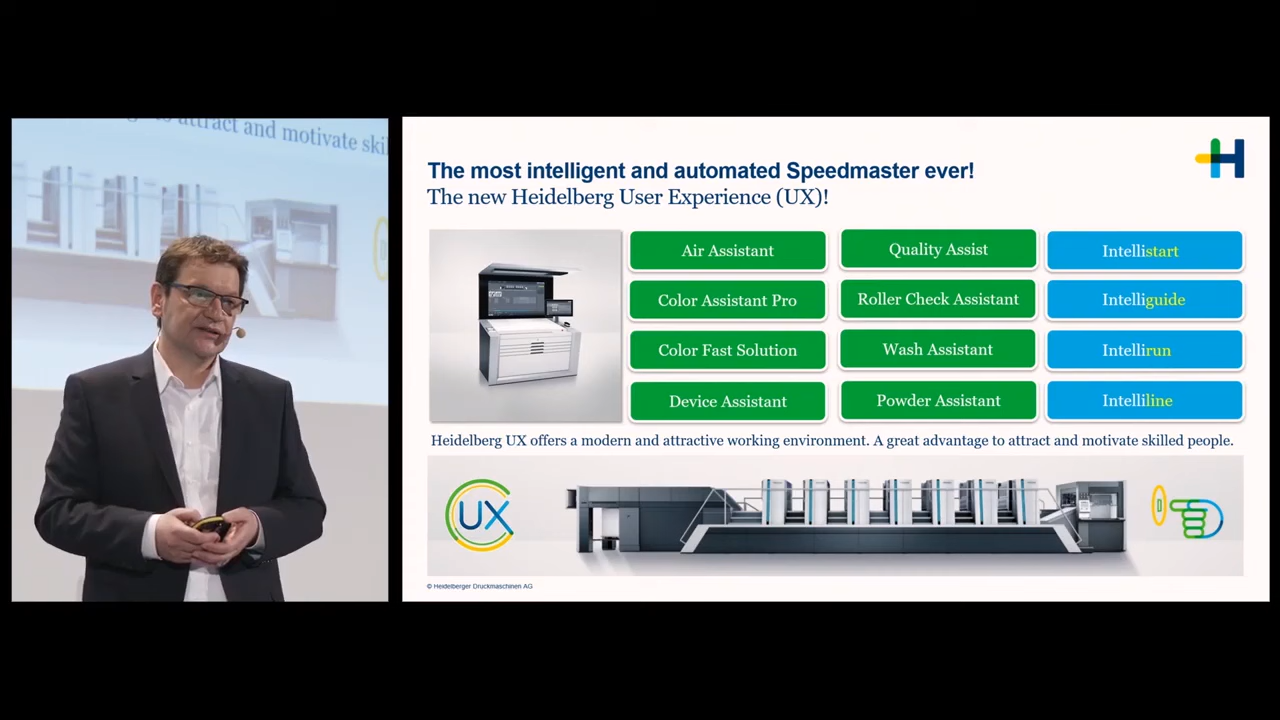 to attract and motivate skil
The most intelligent and automated Speedmaster ever!
The new Heidelberg User Experience (UX)!
Air Assistant
Quality Assist
Intellistart
Color Assistant Pro
Roller Check Assistant
Intelliguide
Color Fast Solution
Wash Assistant
Intellirun
Device Assistant
Powder Assistant
Intelliline
Heidelberg UX offers a modern and attractive working environment. A great advantage to attract and motivate skilled people.
UX
© Heidelberger Druckmaschinen AG